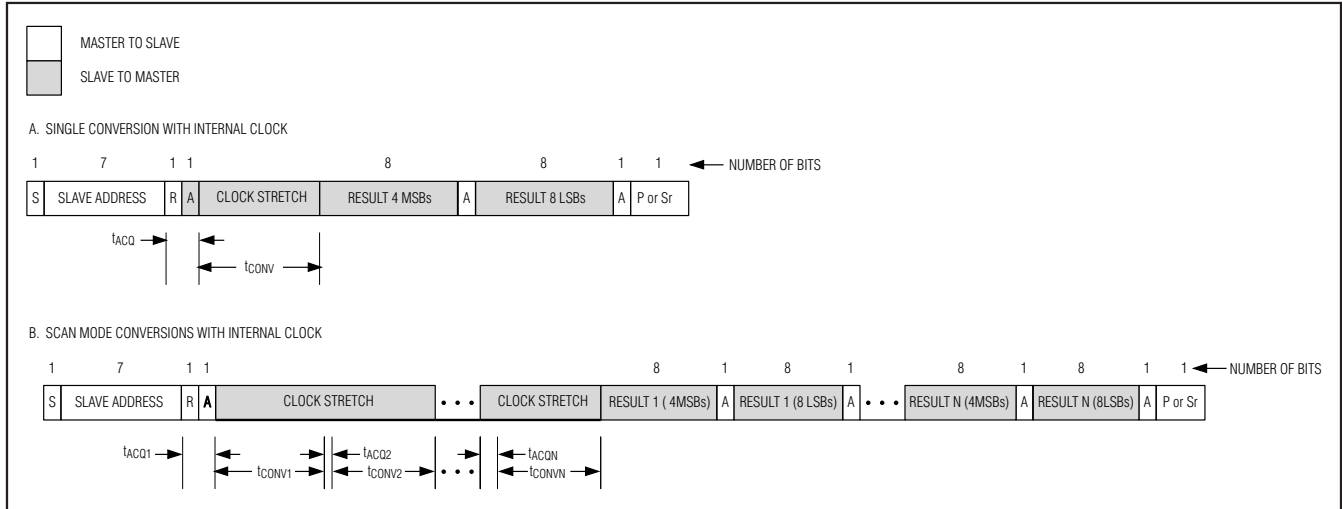 MASTER TO SLAVE
SLAVE TO MASTER
A. SINGLE CONVERSION WITH INTERNAL CLOCK
1 7 1 1 8 8 1 1 NUMBER OF BITS
S SLAVE ADDRESS R A CLOCK STRETCH RESULT 4 MSBs A RESULT 8 LSBs A P or Sr
tACQ
tCONV
B. SCAN MODE CONVERSIONS WITH INTERNAL CLOCK
1 7 1 1 8 1 8 1 8 1 8 1 1 NUMBER OF BITS
S SLAVE ADDRESS R A CLOCK STRETCH • • • CLOCK STRETCH RESULT 1 ( 4MSBs) A RESULT 1 (8 LSBs) A • • • RESULT N (4MSBs) A RESULT N (8LSBs) A P or Sr
tACQ1 tACQ2 tACQN
tCONV1 tCONV2 • • • tCONVN